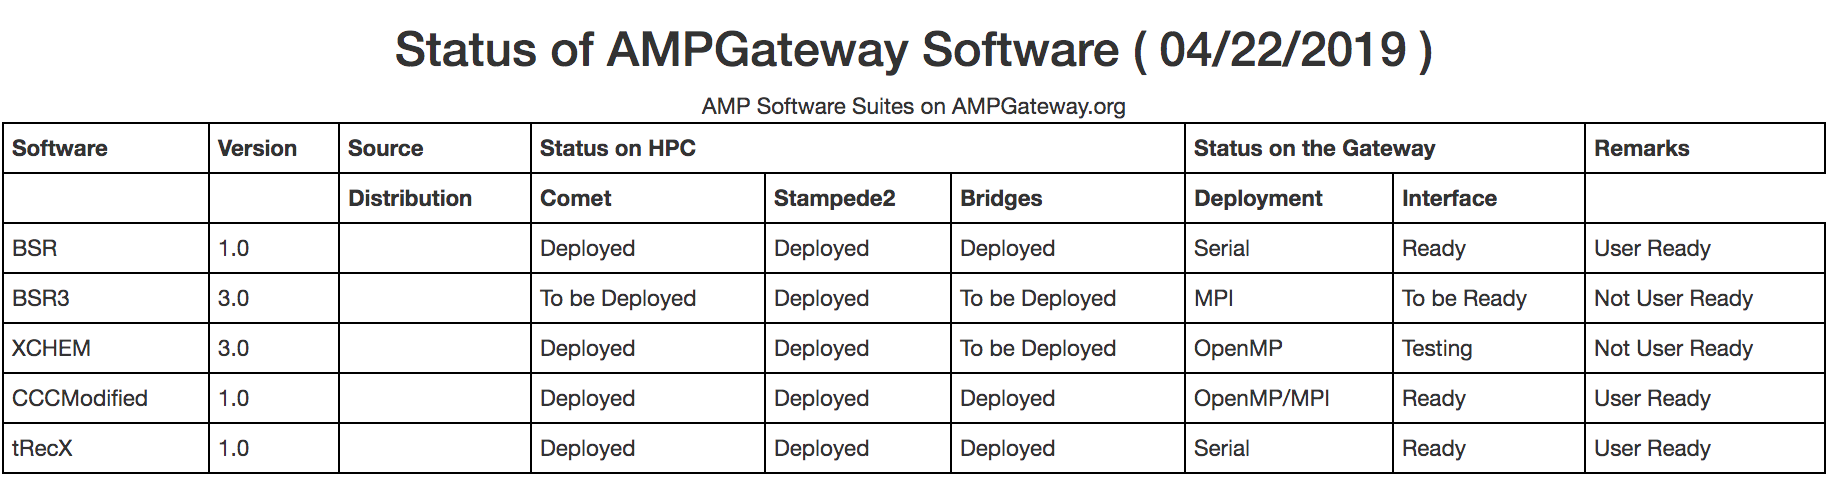 Status of AMPGateway Software ( 04/22/2019 )
AMP Software Suites on AMPGateway.org
Software Version Source Status on HPC Status on the Gateway Remarks
Distribution Comet Stampede2 Bridges Deployment Interface
BSR 1.0 Deployed Deployed Deployed Serial Ready User Ready
BSR3 3.0 To be Deployed Deployed To be Deployed MPI To be Ready Not User Ready
XCHEM 3.0 Deployed Deployed To be Deployed OpenMP Testing Not User Ready
CCCModified 1.0 Deployed Deployed Deployed OpenMP/MPI Ready User Ready
tRecX 1.0 Deployed Deployed Deployed Serial Ready User Ready